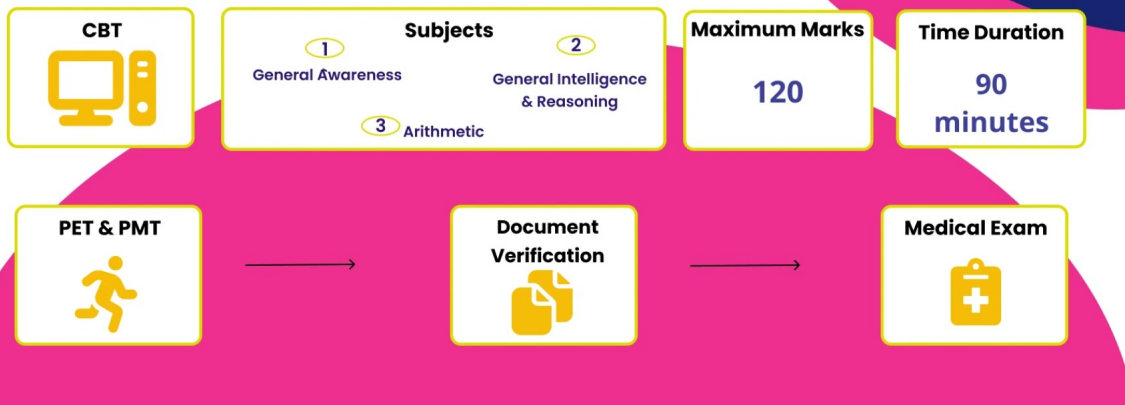 CBT
Subjects
1
General Awareness
2
General Intelligence
& Reasoning
3 Arithmetic
Maximum Marks
120
Time Duration
90
minutes
PET & PMT
Document
Verification
Medical Exam